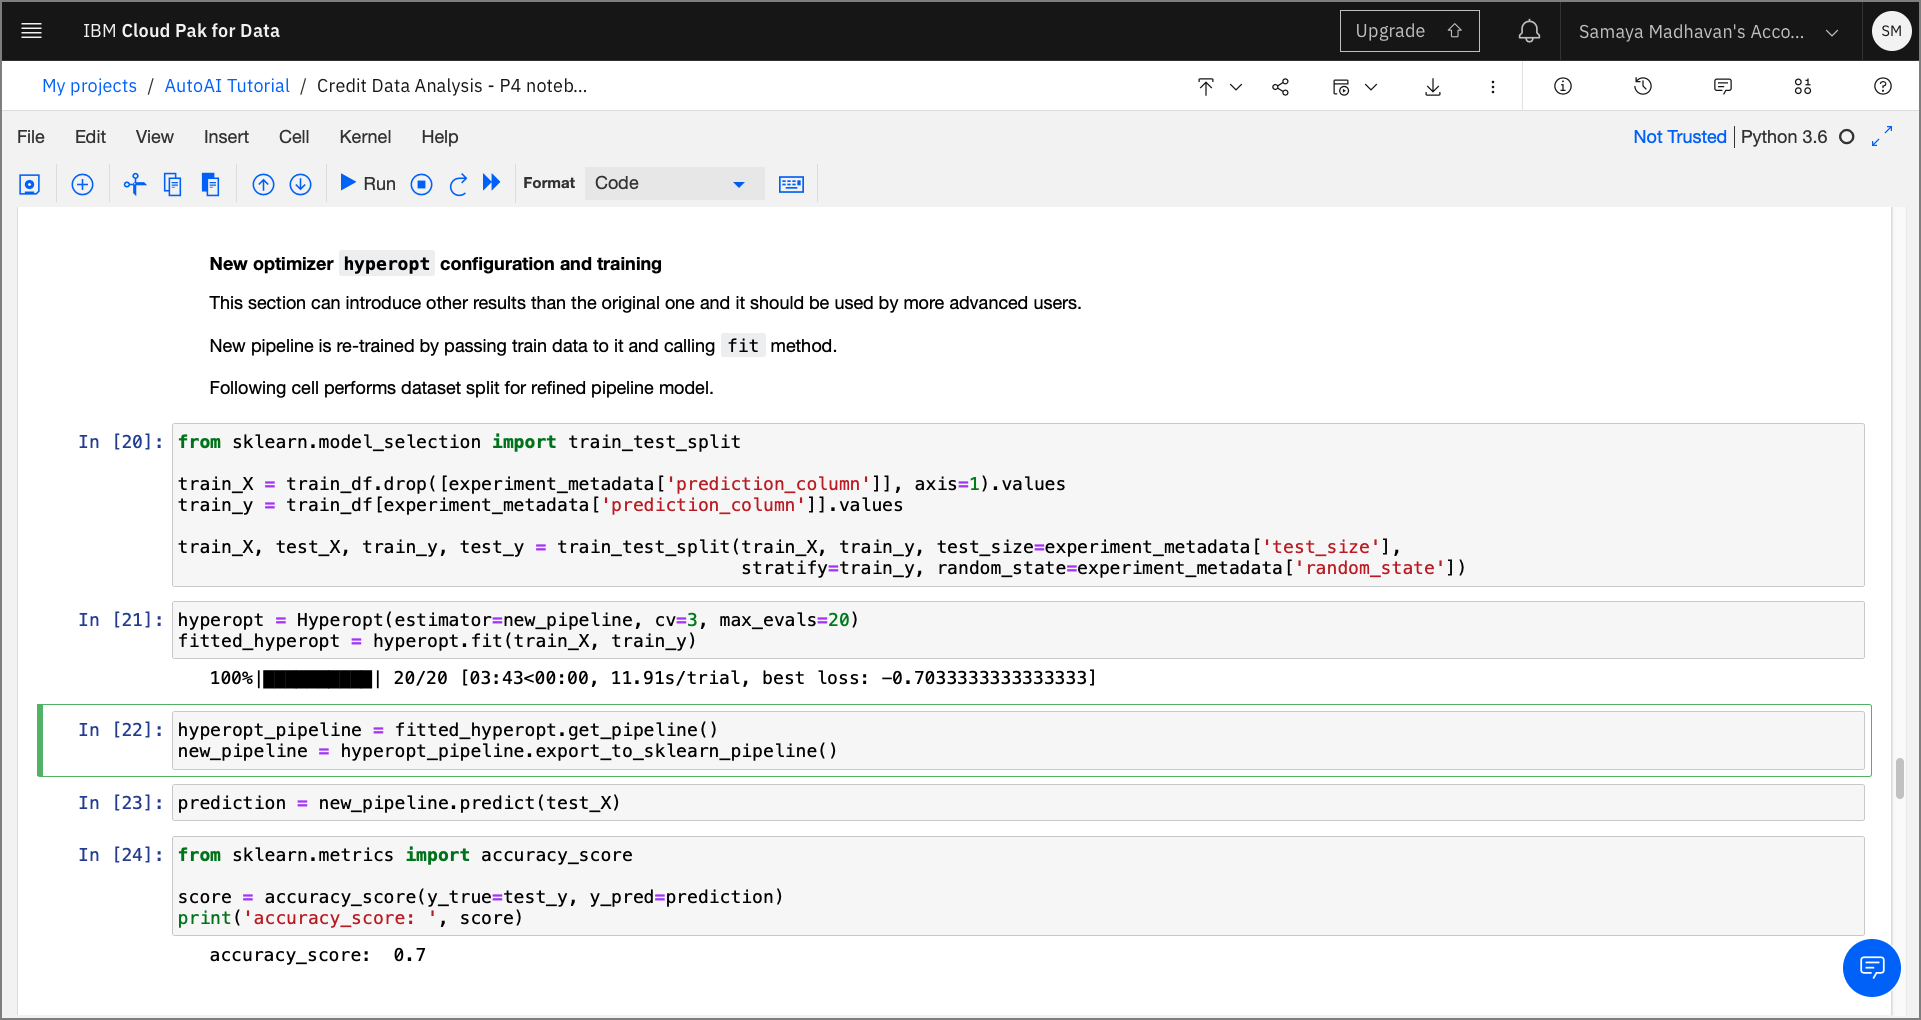 IBM Cloud Pak for Data
Upgrade
Samaya Madhavan's Acco...
SM
My projects / AutoAI Tutorial / Credit Data Analysis - P4 noteb...
File Edit View Insert Cell Kernel Help
Not Trusted | Python 3.6
Run
Format
Code
New optimizer hyperopt configuration and training
This section can introduce other results than the original one and it should be used by more advanced users.
New pipeline is re-trained by passing train data to it and calling fit method.
Following cell performs dataset split for refined pipeline model.
In [20]: from sklearn.model_selection import train_test_split
train_X = train_df.drop([experiment_metadata['prediction_column']], axis=1).values
train_y = train_df[experiment_metadata['prediction_column']].values
train_X, test_X, train_y, test_y = train_test_split(train_X, train_y, test_size=experiment_metadata['test_size'],
stratify=train_y, random_state=experiment_metadata['random_state'])
In [21]: hyperopt = Hyperopt(estimator=new_pipeline, cv=3, max_evals=20)
fitted_hyperopt = hyperopt.fit(train_X, train_y)
100%|██████████| 20/20 [03:43<00:00, 11.91s/trial, best loss: -0.7033333333333333]
In [22]: hyperopt_pipeline = fitted_hyperopt.get_pipeline()
new_pipeline = hyperopt_pipeline.export_to_sklearn_pipeline()
In [23]: prediction = new_pipeline.predict(test_X)
In [24]: from sklearn.metrics import accuracy_score
score = accuracy_score(y_true=test_y, y_pred=prediction)
print('accuracy_score: ', score)
accuracy_score:  0.7